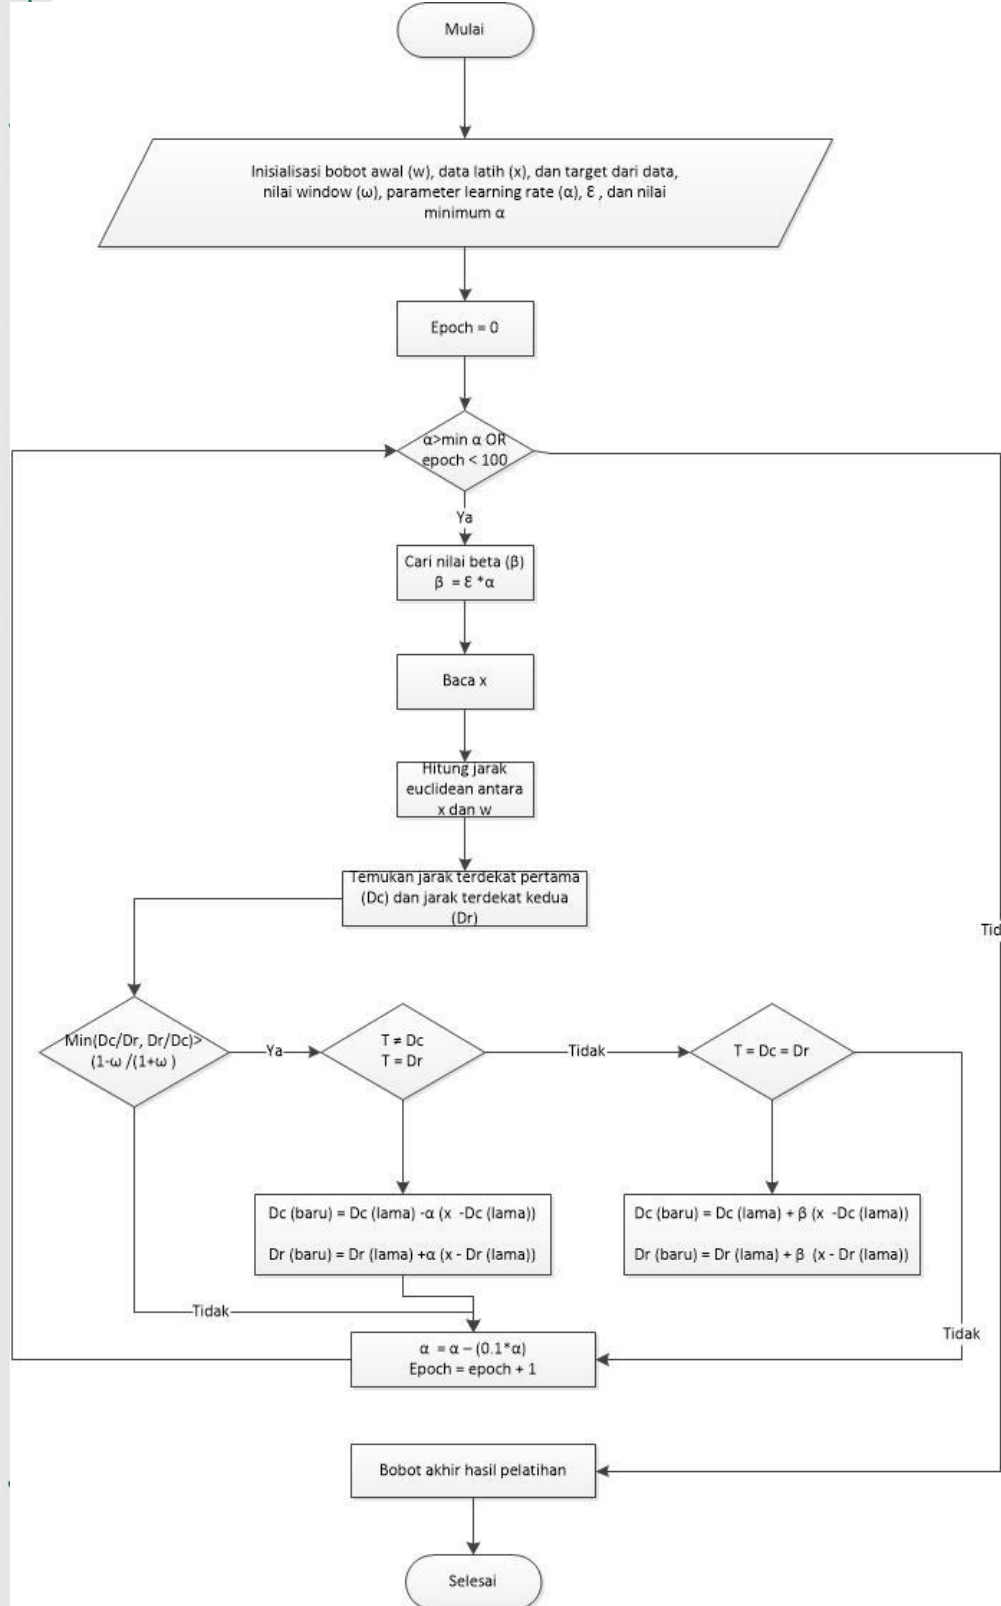 Mulai
Inisialisasi bobot awal (w), data latih (x), dan target dari data,
nilai window (ω), parameter learning rate (α), Ɛ , dan nilai
minimum α
Epoch = 0
α>min α OR
epoch < 100
Ya
Cari nilai beta (β)
β = Ɛ *α
Baca x
Hitung jarak
euclidean antara
x dan w
Temukan jarak terdekat pertama
(Dc) dan jarak terdekat kedua
(Dr)
Tid
Min(Dc/Dr, Dr/Dc)>
(1-ω /(1+ω )
Ya
T ≠ Dc
T = Dr
Tidak
T = Dc = Dr
Dc (baru) = Dc (lama) -α (x -Dc (lama))
Dr (baru) = Dr (lama) +α (x - Dr (lama))
Dc (baru) = Dc (lama) + β (x -Dc (lama))
Dr (baru) = Dr (lama) + β (x - Dr (lama))
Tidak
Tidak
α = α – (0.1*α)
Epoch = epoch + 1
Bobot akhir hasil pelatihan
Selesai